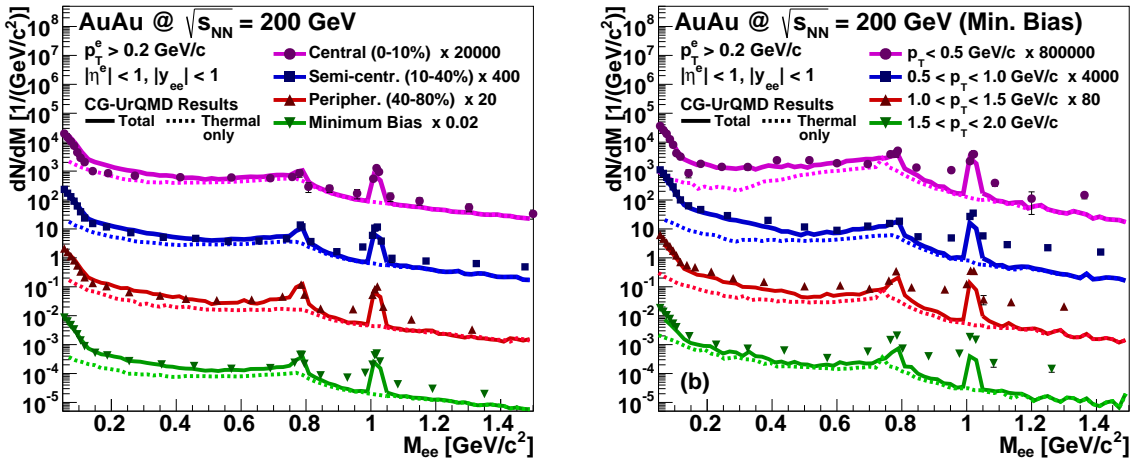 AuAu @ √s_NN = 200 GeV
p_T^e > 0.2 GeV/c
|η^e| < 1, |y_ee| < 1
CG-UrQMD Results
Total
Thermal only
Central (0-10%) x 20000
Semi-centr. (10-40%) x 400
Peripher. (40-80%) x 20
Minimum Bias x 0.02
dN/dM [1/(GeV/c²)]
10⁸
10⁷
10⁶
10⁵
10⁴
10³
10²
10
1
10⁻¹
10⁻²
10⁻³
10⁻⁴
10⁻⁵
0.2 0.4 0.6 0.8 1 1.2 1.4
M_ee [GeV/c²]
AuAu @ √s_NN = 200 GeV (Min. Bias)
p_T^e > 0.2 GeV/c
|η^e| < 1, |y_ee| < 1
CG-UrQMD Results
Total
Thermal only
p_T < 0.5 GeV/c x 800000
0.5 < p_T < 1.0 GeV/c x 4000
1.0 < p_T < 1.5 GeV/c x 80
1.5 < p_T < 2.0 GeV/c
dN/dM [1/(GeV/c²)]
10⁸
10⁷
10⁶
10⁵
10⁴
10³
10²
10
1
10⁻¹
10⁻²
10⁻³
10⁻⁴
10⁻⁵
(b)
0.2 0.4 0.6 0.8 1 1.2 1.4
M_ee [GeV/c²]